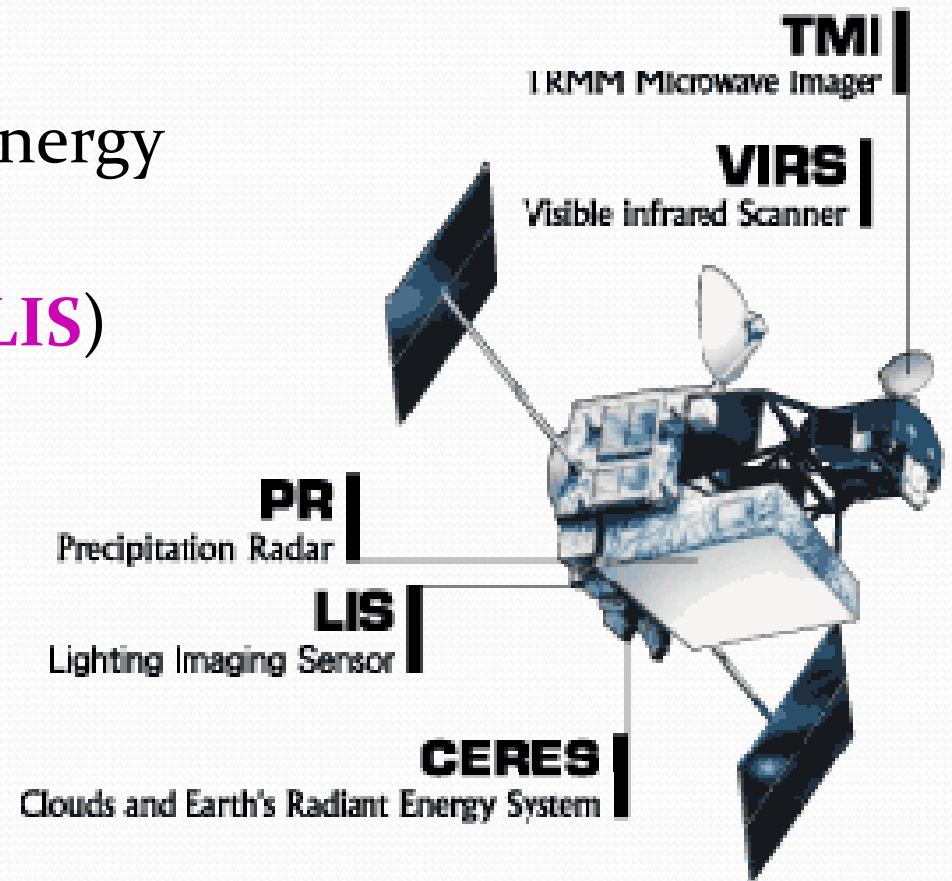 TMI
TRMM Microwave Imager
nergy
VIRS
Visible infrared Scanner
LIS)
PR
Precipitation Radar
LIS
Lighting Imaging Sensor
CERES
Clouds and Earth's Radiant Energy System